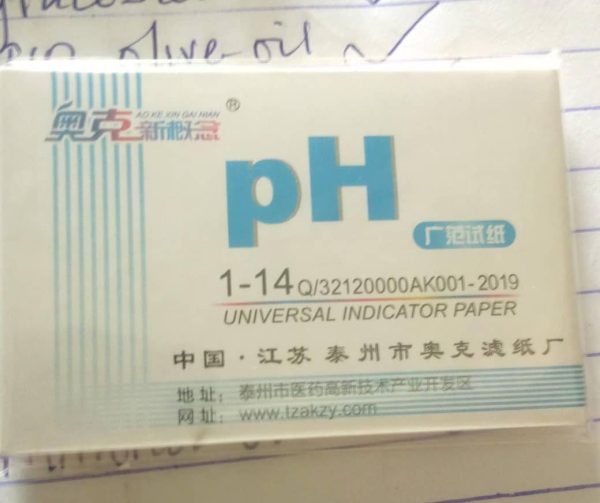 olive-oil
AO KE XIN GAI NIAN ®
奥克新概念
pH
广范试纸
1-14 Q/32120000AK001-2019
UNIVERSAL INDICATOR PAPER
中国·江苏 泰州市奥克滤纸厂
地址：泰州市医药高新技术产业开发区
网址：www.tzakzy.com